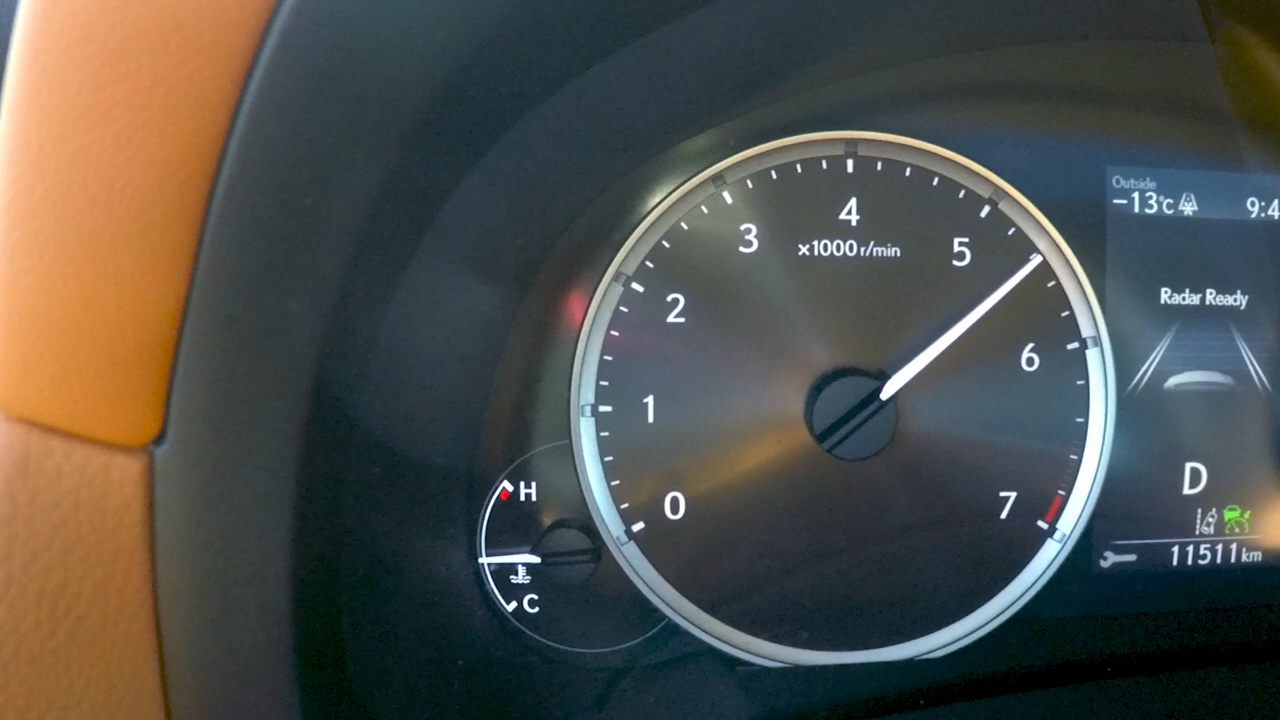 Outside
-13°C
9:4
4
3
5
×1000 r/min
2
Radar Ready
6
1
D
H
0
7
11511 km
C